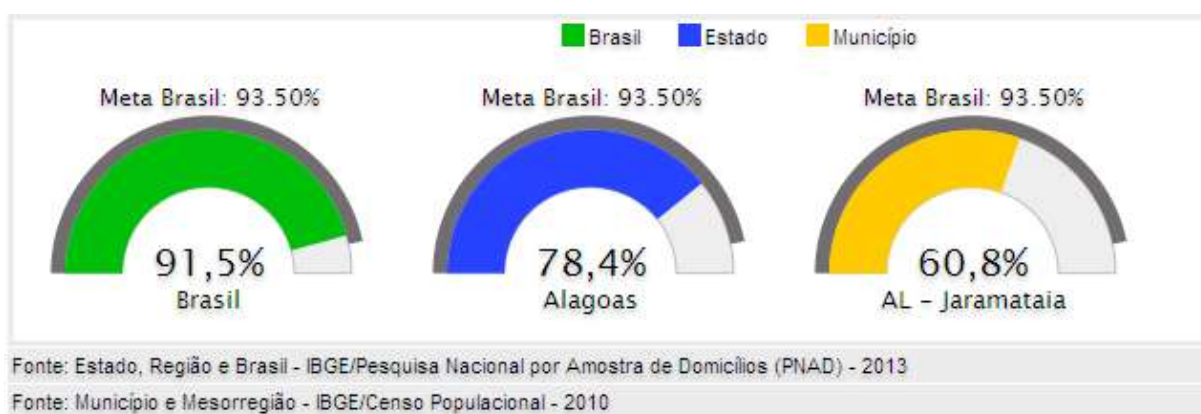 Brasil Estado Município
Meta Brasil: 93.50% Meta Brasil: 93.50% Meta Brasil: 93.50%
91,5% 78,4% 60,8%
Brasil Alagoas AL - Jaramataia
Fonte: Estado, Região e Brasil - IBGE/Pesquisa Nacional por Amostra de Domicílios (PNAD) - 2013
Fonte: Município e Mesorregião - IBGE/Censo Populacional - 2010